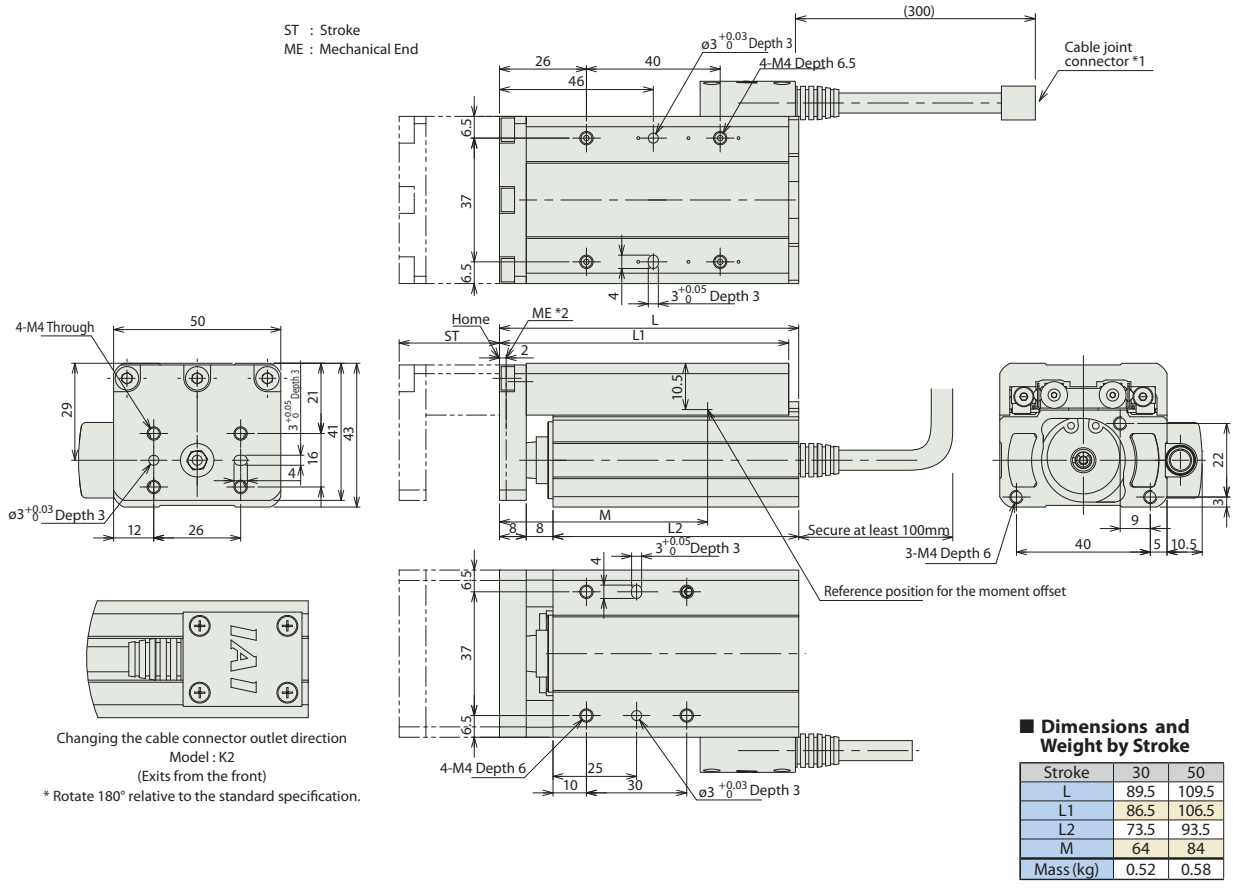 ST : Stroke
ME : Mechanical End
(300)
ø3 +0.03 0 Depth 3
4-M4 Depth 6.5
Cable joint
connector *1
26
40
46
6.5
37
6.5
4
3 +0.05 0 Depth 3
4-M4 Through
50
29
3 +0.05 0 Depth 3
21
41
43
16
4
ø3 +0.03 0 Depth 3
12
26
Home
ME *2
ST
L
L1
2
10.5
M
8
8
L2
Secure at least 100mm
Reference position for the moment offset
22
3
9
3-M4 Depth 6
40
5
10.5
3 +0.05 0 Depth 3
4
6.5
37
6.5
4-M4 Depth 6
25
10
30
ø3 +0.03 0 Depth 3
IAI
Changing the cable connector outlet direction
Model : K2
(Exits from the front)
* Rotate 180° relative to the standard specification.
■ Dimensions and
Weight by Stroke
Stroke 30 50
L 89.5 109.5
L1 86.5 106.5
L2 73.5 93.5
M 64 84
Mass (kg) 0.52 0.58